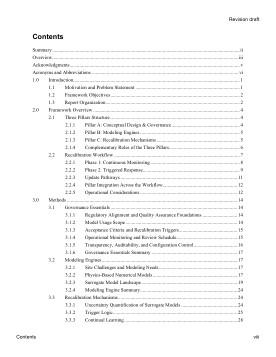 Revision draft
Contents
Summary ii
Overview iii
Acknowledgments v
Acronyms and Abbreviations vi
1.0 Introduction 1
1.1 Motivation and Problem Statement 1
1.2 Framework Objectives 2
1.3 Report Organization 2
2.0 Framework Overview 4
2.1 Three Pillars Structure 4
2.1.1 Pillar A: Conceptual Design & Governance 4
2.1.2 Pillar B: Modeling Engines 5
2.1.3 Pillar C: Recalibration Mechanisms 5
2.1.4 Complementary Roles of the Three Pillars 6
2.2 Recalibration Workflow 7
2.2.1 Phase 1: Continuous Monitoring 8
2.2.2 Phase 2: Triggered Response 9
2.2.3 Update Pathways 11
2.2.4 Pillar Integration Across the Workflow 12
2.2.5 Operational Considerations 12
3.0 Methods 14
3.1 Governance Essentials 14
3.1.1 Regulatory Alignment and Quality Assurance Foundations 14
3.1.2 Model Usage Scope 14
3.1.3 Acceptance Criteria and Recalibration Triggers 15
3.1.4 Operational Monitoring and Review Schedule 15
3.1.5 Transparency, Auditability, and Configuration Control 16
3.1.6 Governance Essentials Summary 17
3.2 Modeling Engines 17
3.2.1 Site Challenges and Modeling Needs 17
3.2.2 Physics-Based Numerical Models 17
3.2.3 Surrogate Model Landscape 19
3.2.4 Modeling Engine Summary 24
3.3 Recalibration Mechanisms 24
3.3.1 Uncertainty Quantification of Surrogate Models 24
3.3.2 Trigger Logic 25
3.3.3 Continual Learning 26
Contents viii